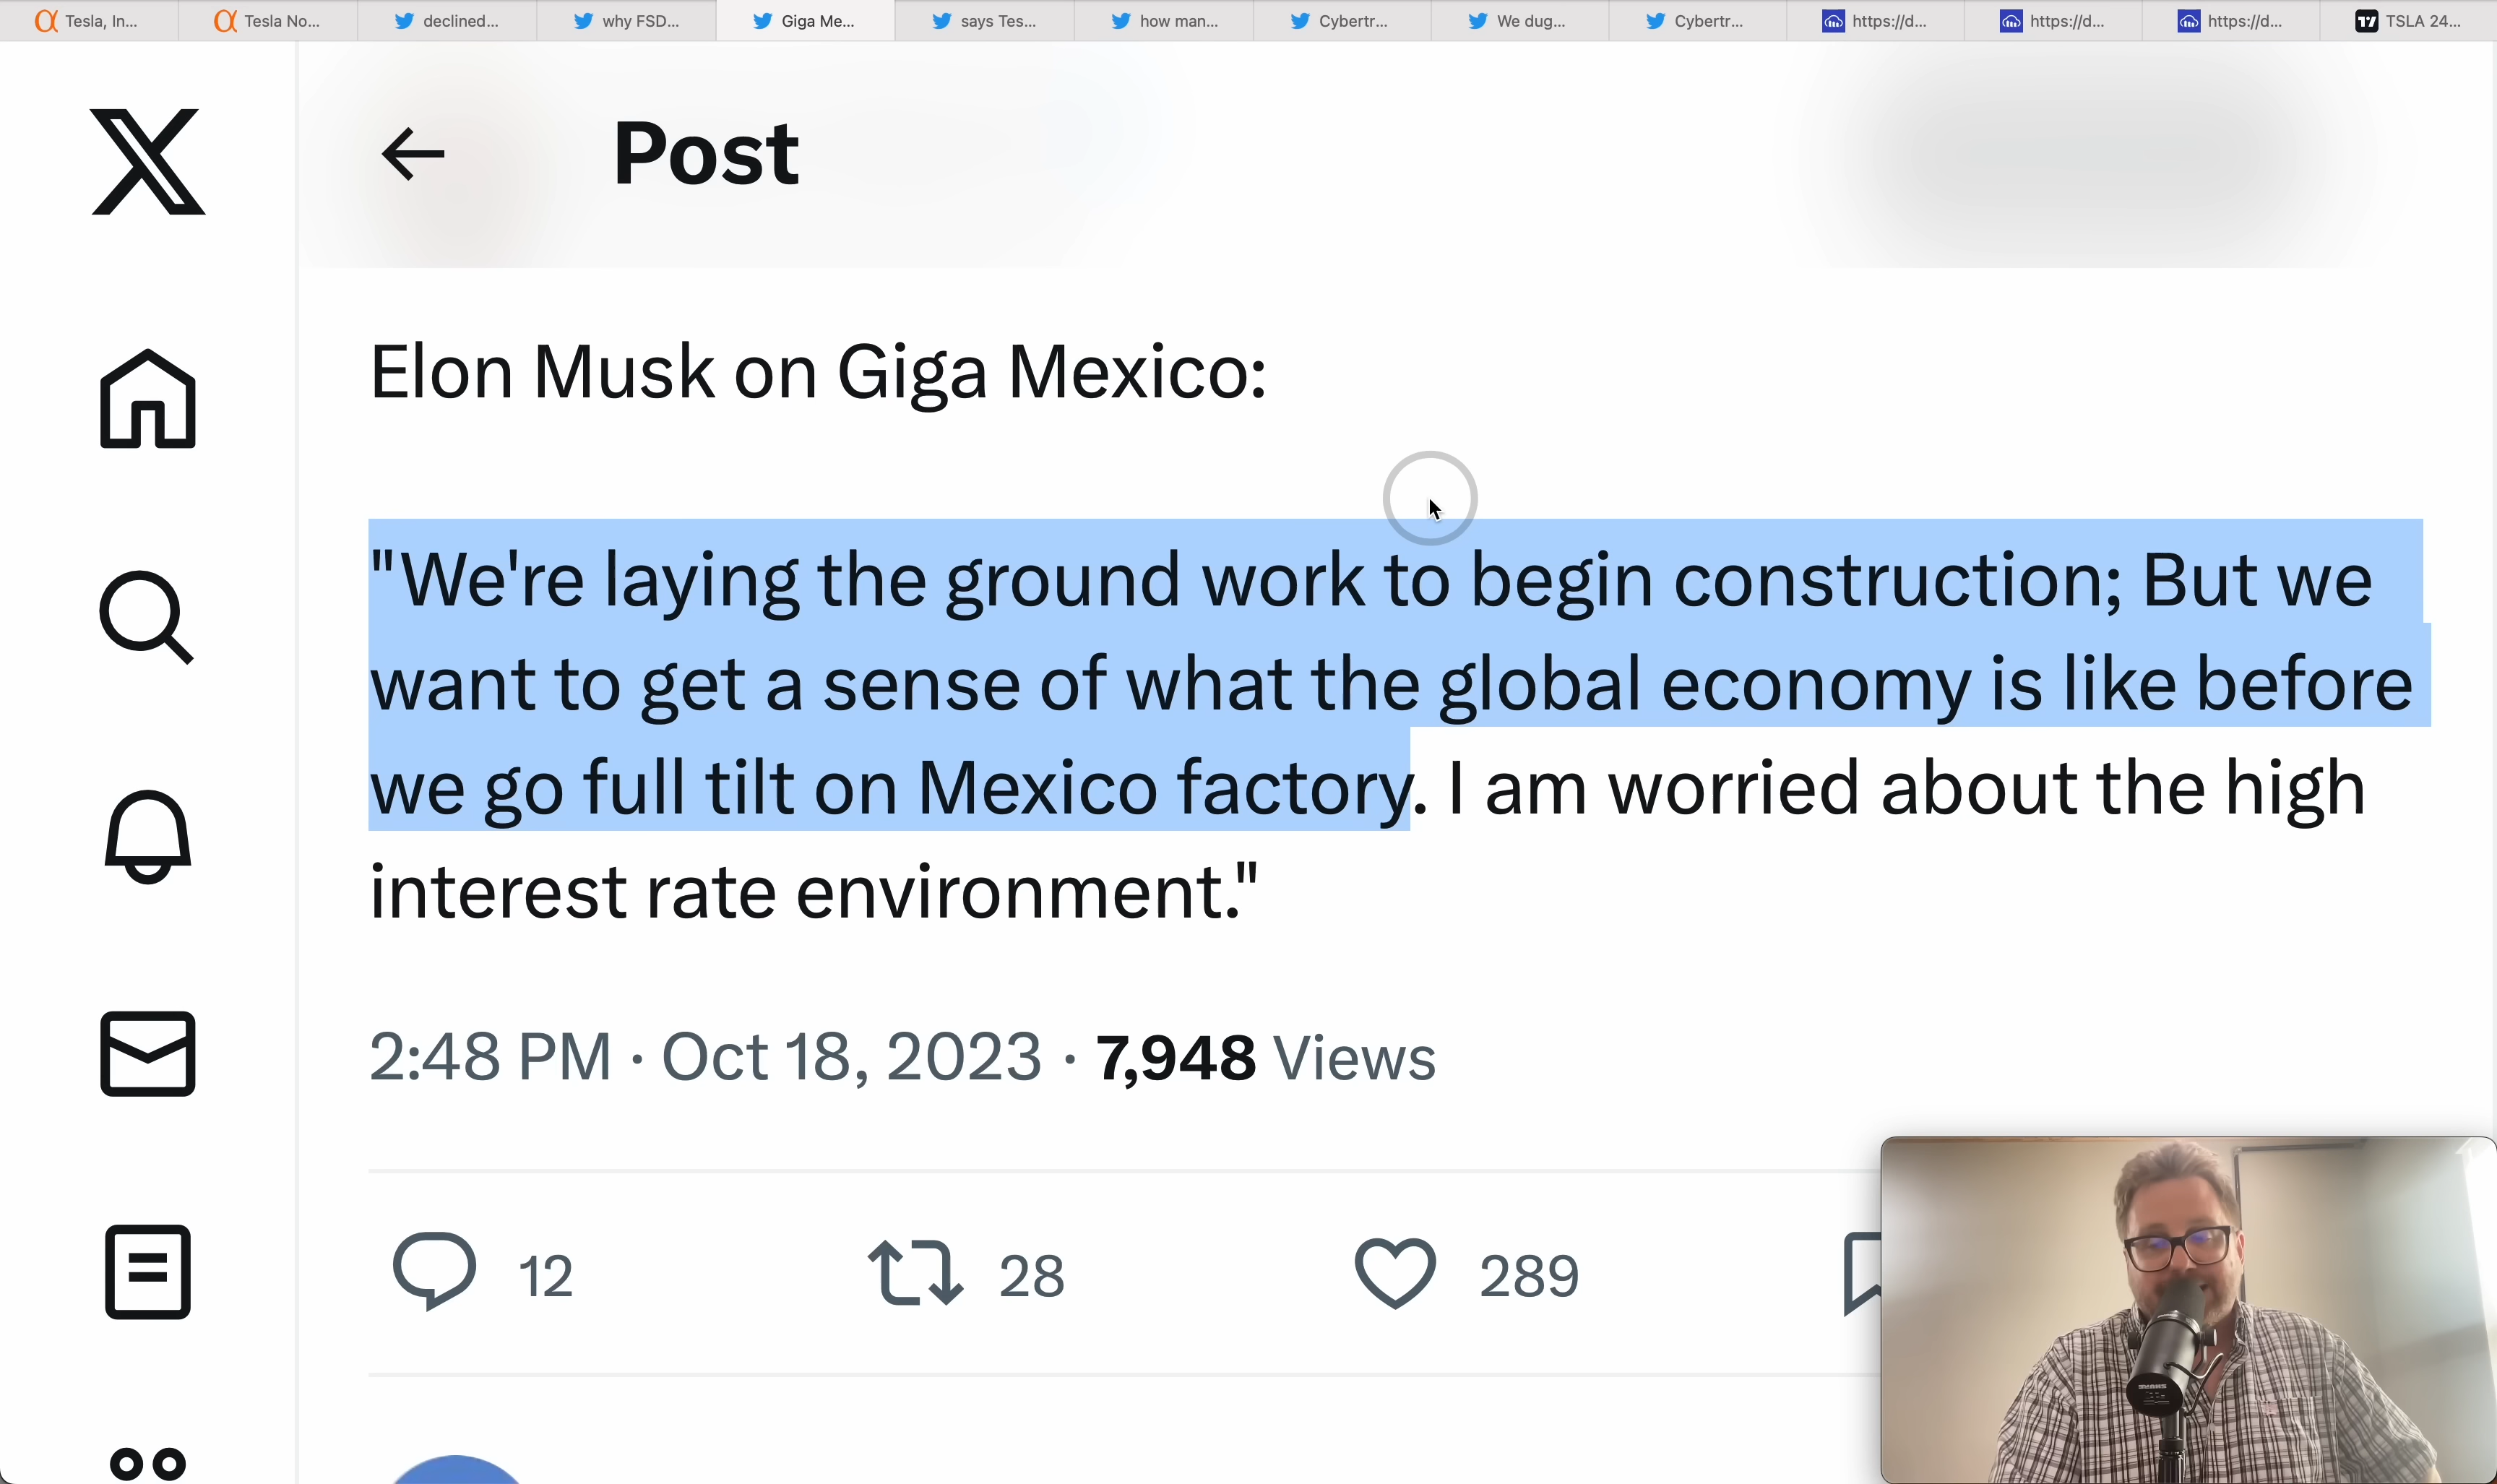 Tesla, In...
Tesla No...
declined...
why FSD...
Giga Me...
says Tes...
how man...
Cybertr...
We dug...
Cybertr...
https://d...
https://d...
https://d...
TSLA 24...
Post
Elon Musk on Giga Mexico:
"We're laying the ground work to begin construction; But we
want to get a sense of what the global economy is like before
we go full tilt on Mexico factory. I am worried about the high
interest rate environment."
2:48 PM · Oct 18, 2023 · 7,948 Views
12
28
289